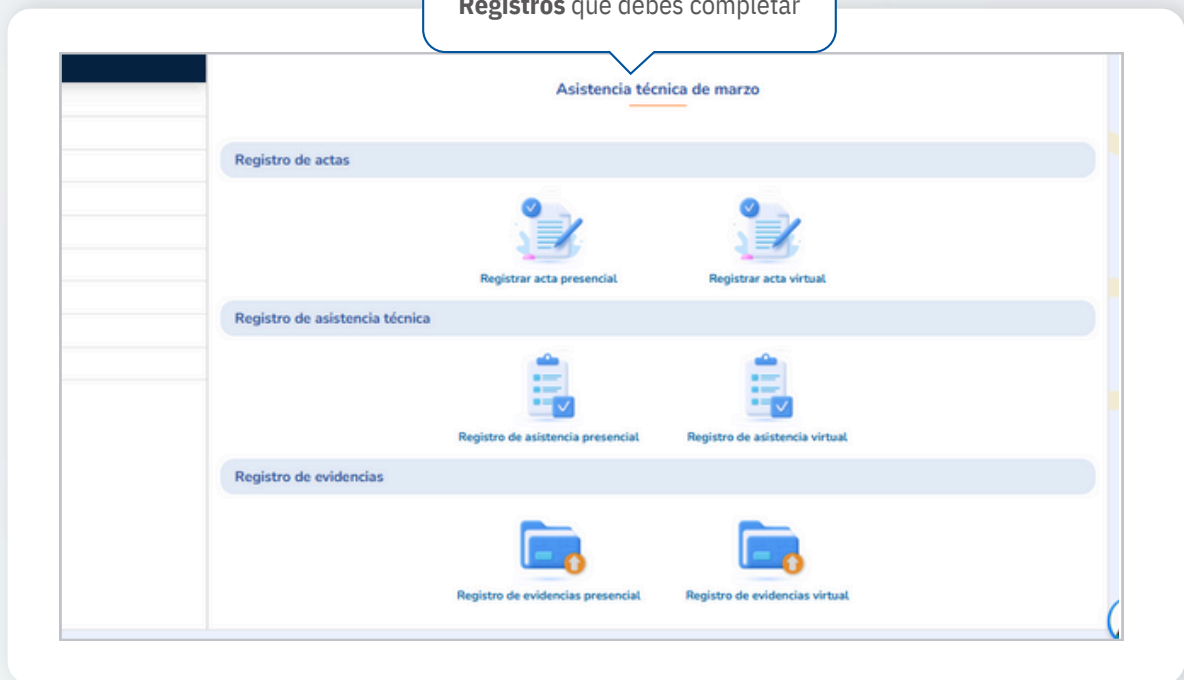 Registros que debes completar
Asistencia técnica de marzo
Registro de actas
Registrar acta presencial
Registrar acta virtual
Registro de asistencia técnica
Registro de asistencia presencial
Registro de asistencia virtual
Registro de evidencias
Registro de evidencias presencial
Registro de evidencias virtual